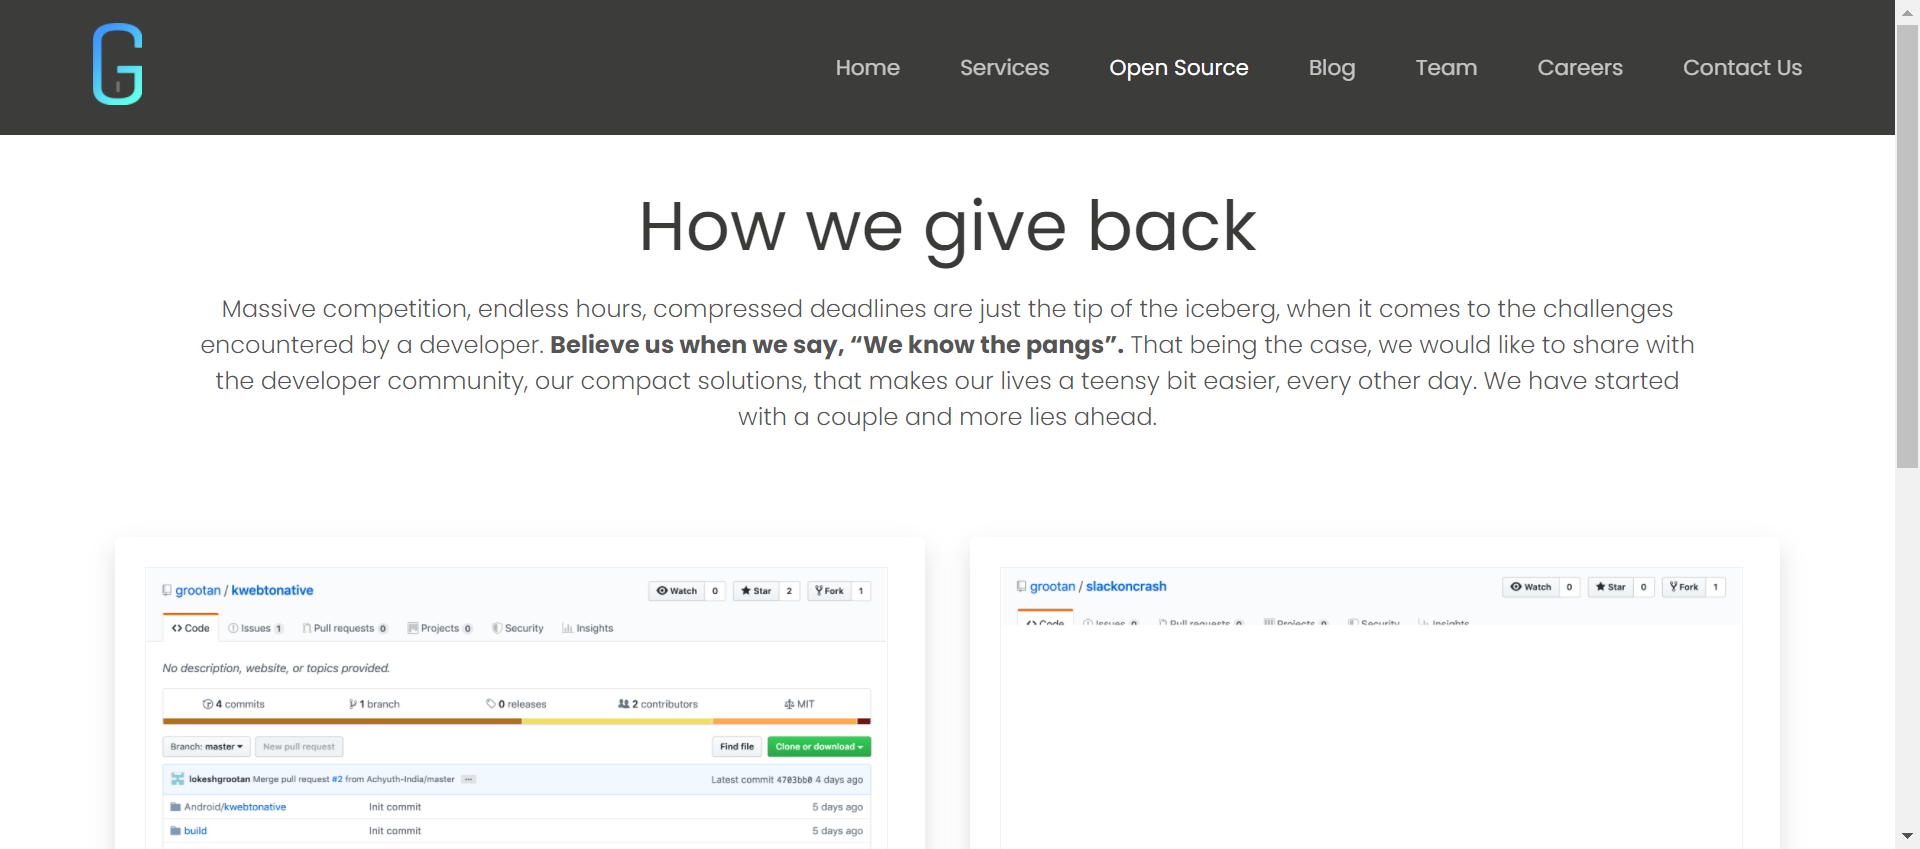 G
Home Services Open Source Blog Team Careers Contact Us
How we give back
Massive competition, endless hours, compressed deadlines are just the tip of the iceberg, when it comes to the challenges
encountered by a developer. Believe us when we say, “We know the pangs”. That being the case, we would like to share with
the developer community, our compact solutions, that makes our lives a teensy bit easier, every other day. We have started
with a couple and more lies ahead.
grootan / kwebtonative Watch 0 Star 2 Fork 1
Code Issues 1 Pull requests 0 Projects 0 Security Insights
No description, website, or topics provided.
4 commits 1 branch 0 releases 2 contributors MIT
Branch: master New pull request Find file Clone or download
lokeshgrootan Merge pull request #2 from Achyuth-India/master ... Latest commit 4703bb0 4 days ago
Android/kwebtonative Init commit 5 days ago
build Init commit 5 days ago
grootan / slackoncrash Watch 0 Star 0 Fork 1
Code Issues 0 Pull requests 0 Projects 0 Security Insights